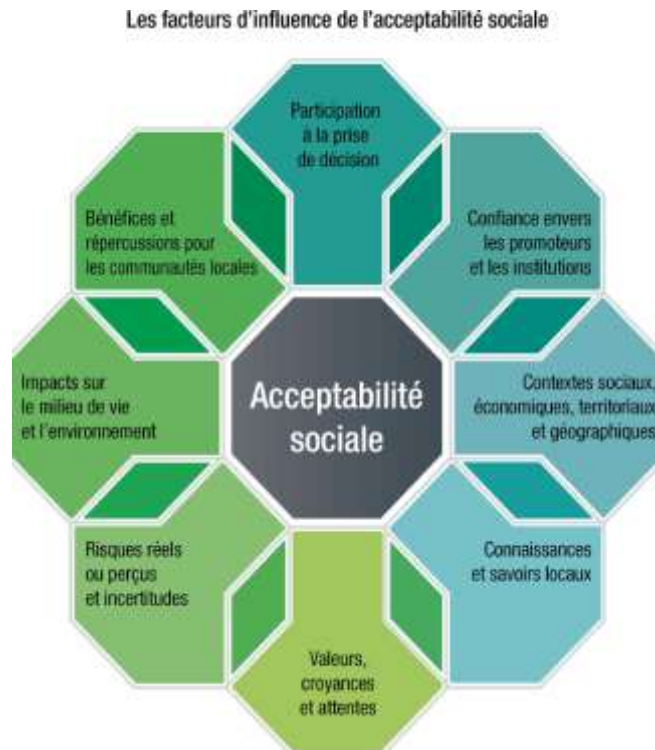 Les facteurs d'influence de l'acceptabilité sociale
Participation
à la prise
de décision
Bénéfices et
répercussions pour
les communautés locales
Confiance envers
les promoteurs
et les institutions
Impacts sur
le milieu de vie
et l'environnement
Acceptabilité
sociale
Contextes sociaux,
économiques, territoriaux
et géographiques
Risques réels
ou perçus
et incertitudes
Connaissances
et savoirs locaux
Valeurs,
croyances
et attentes